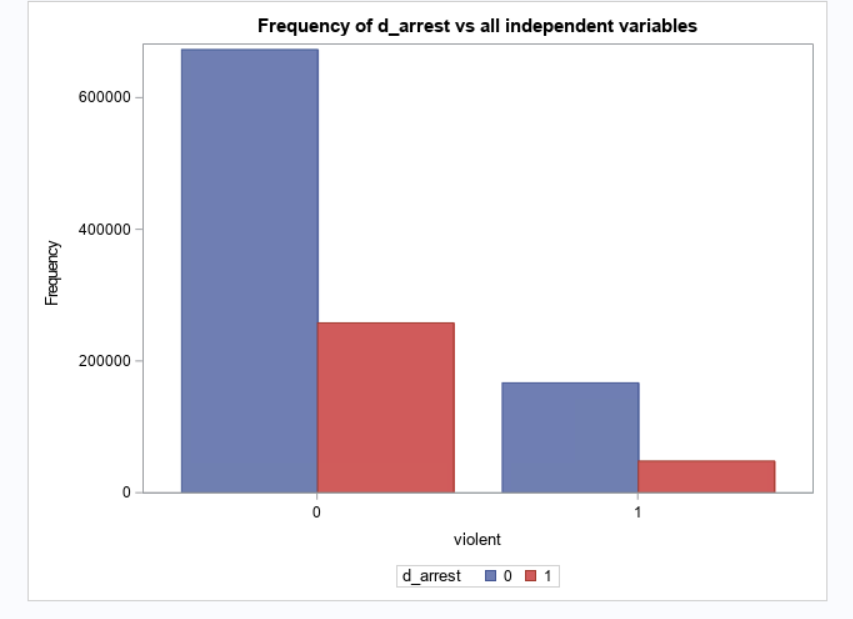 Frequency of d_arrest vs all independent variables
Frequency
600000
400000
200000
0
0 1
violent
d_arrest 0 1